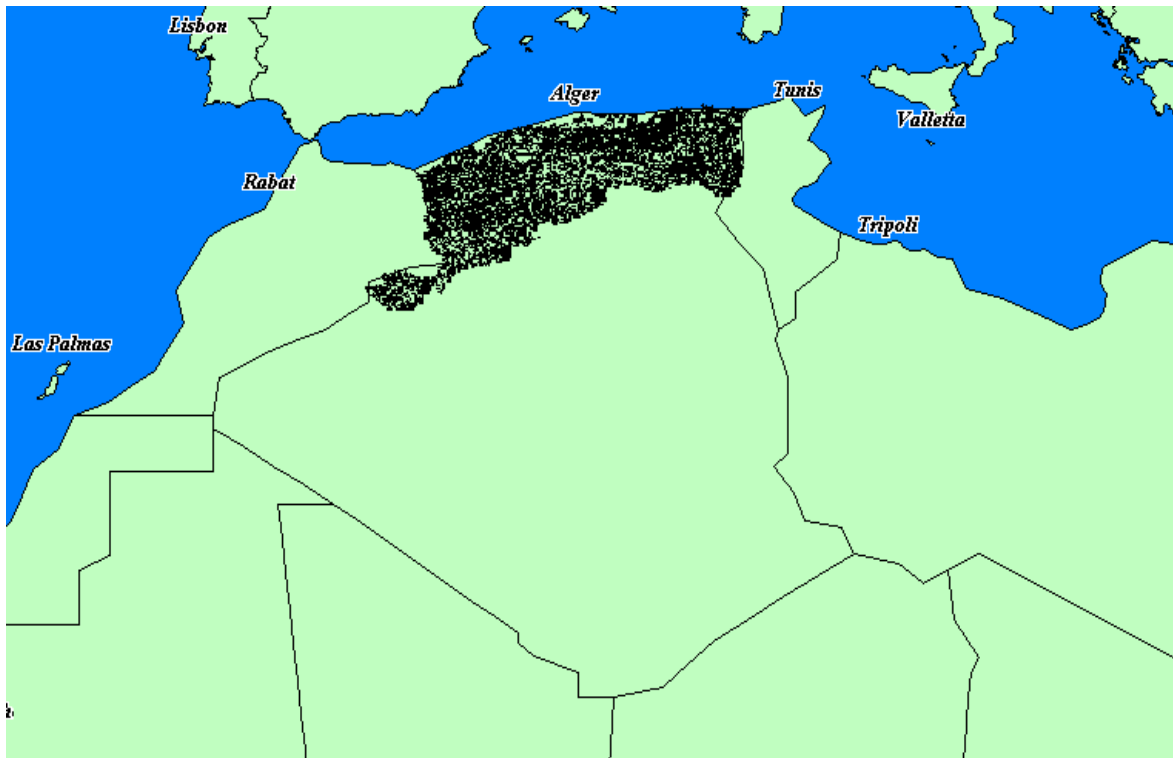 Lisbon
Alger
Tunis
Valletta
Rabat
Tripoli
Las Palmas